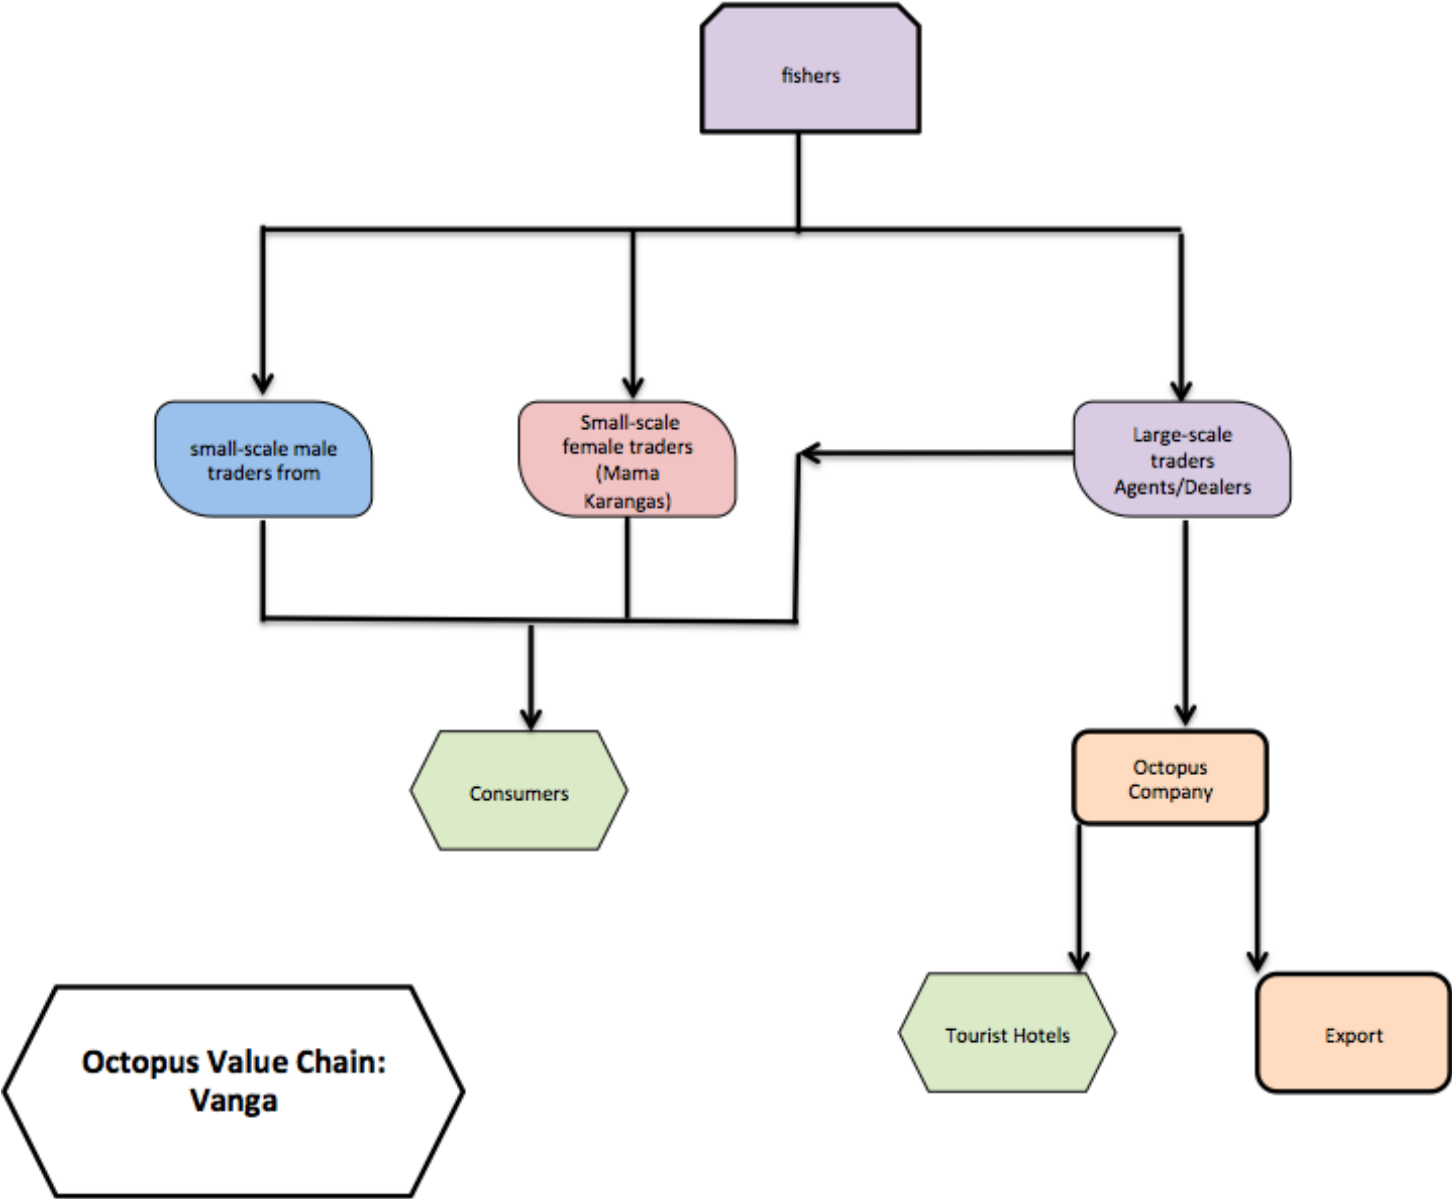 fishers
small-scale male
traders from
Small-scale
female traders
(Mama
Karangas)
Large-scale
traders
Agents/Dealers
Consumers
Octopus
Company
Tourist Hotels
Export
Octopus Value Chain:
Vanga